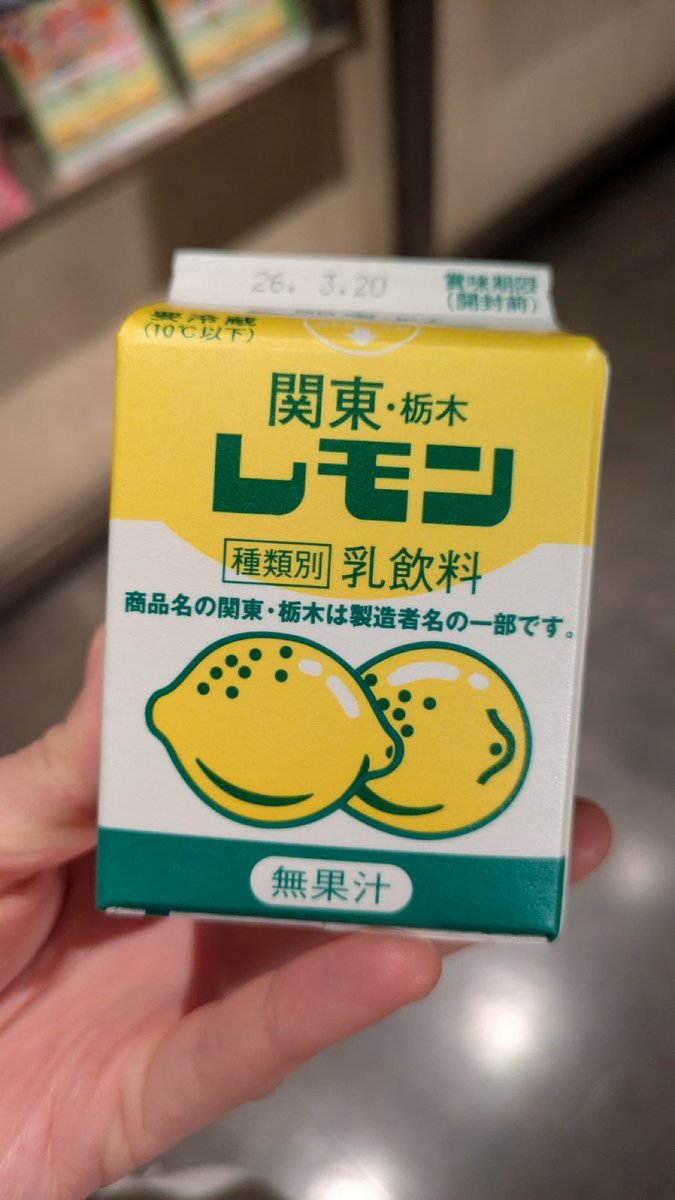 26. 3.20
賞味期限
(開封前)
要冷蔵
(10℃以下)
関東・栃木
レモン
種類別 乳飲料
商品名の関東・栃木は製造者名の一部です。
無果汁